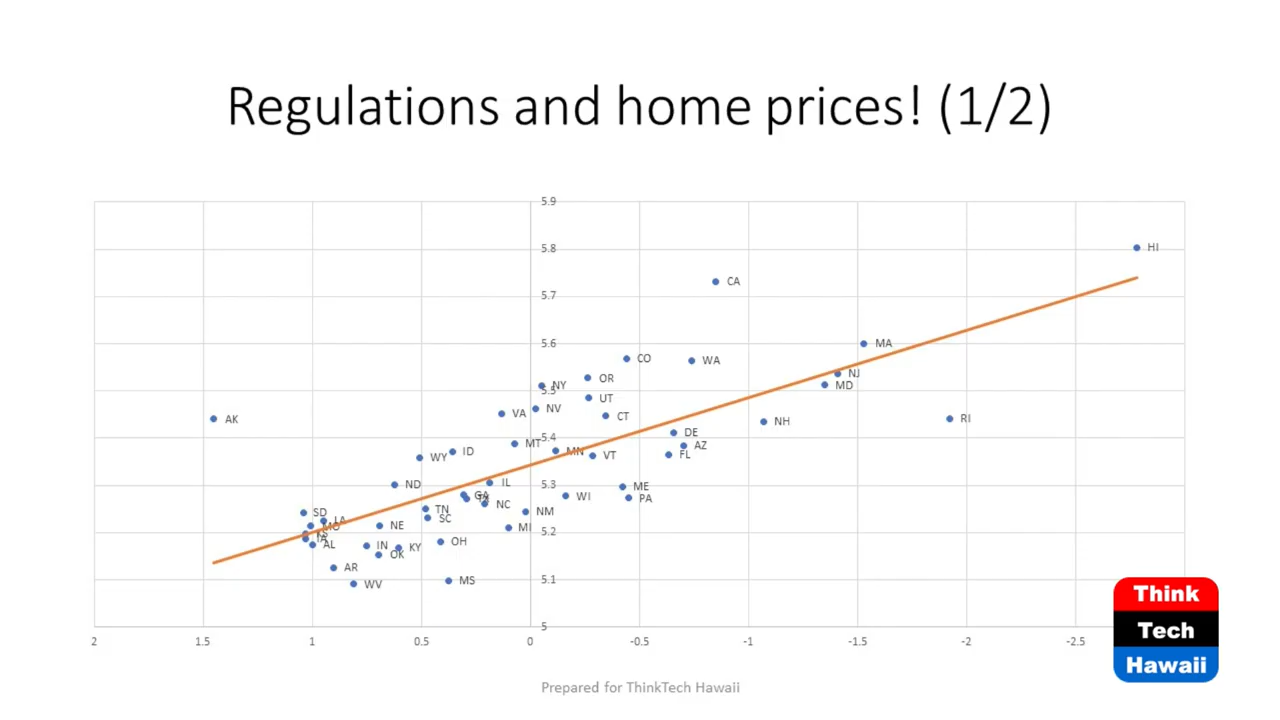 Regulations and home prices! (1/2)
5.9
5.8
HI
CA
5.7
5.6
MA
CO
WA
NJ
OR
NY
5.5
MD
UT
NV
VA
CT
AK
RI
NH
DE
5.4
MT
AZ
ID
MN
WY
VT
FL
ND
IL
5.3
ME
GA
WI
PA
TX
NC
TN
NM
SD
SC
LA
MO
NE
MI
5.2
KS
IA
AL
IN
KY
OH
OK
AR
MS
5.1
WV
5
2
1.5
1
0.5
0
-0.5
-1
-1.5
-2
-2.5
Think
Tech
Hawaii
Prepared for ThinkTech Hawaii